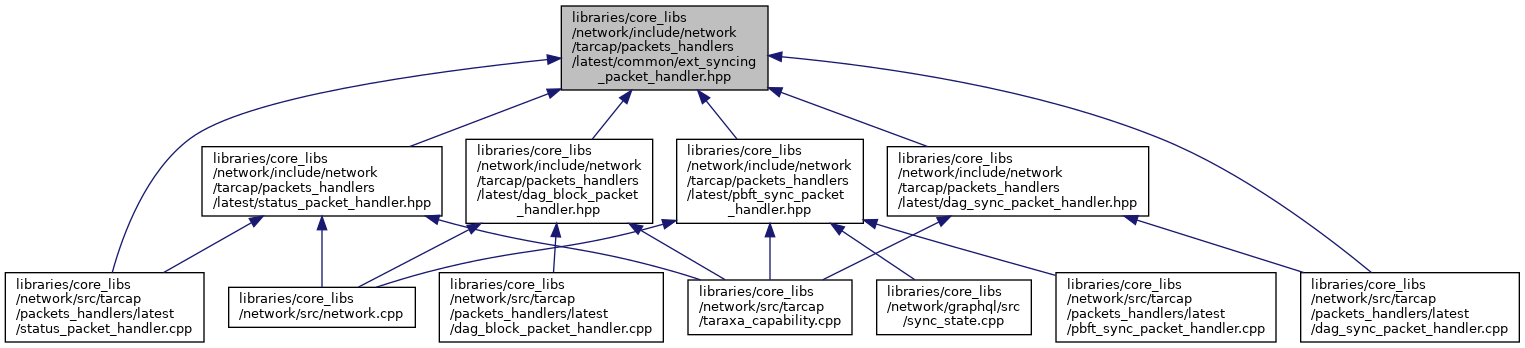 libraries/core_libs
/network/include/network
/tarcap/packets_handlers
/latest/common/ext_syncing
_packet_handler.hpp
libraries/core_libs
/network/include/network
/tarcap/packets_handlers
/latest/status_packet_handler.hpp
libraries/core_libs
/network/include/network
/tarcap/packets_handlers
/latest/dag_block_packet
_handler.hpp
libraries/core_libs
/network/include/network
/tarcap/packets_handlers
/latest/pbft_sync_packet
_handler.hpp
libraries/core_libs
/network/include/network
/tarcap/packets_handlers
/latest/dag_sync_packet_handler.hpp
libraries/core_libs
/network/src/tarcap
/packets_handlers/latest
/status_packet_handler.cpp
libraries/core_libs
/network/src/network.cpp
libraries/core_libs
/network/src/tarcap
/packets_handlers/latest
/dag_block_packet_handler.cpp
libraries/core_libs
/network/src/tarcap
/taraxa_capability.cpp
libraries/core_libs
/network/graphql/src
/sync_state.cpp
libraries/core_libs
/network/src/tarcap
/packets_handlers/latest
/pbft_sync_packet_handler.cpp
libraries/core_libs
/network/src/tarcap
/packets_handlers/latest
/dag_sync_packet_handler.cpp